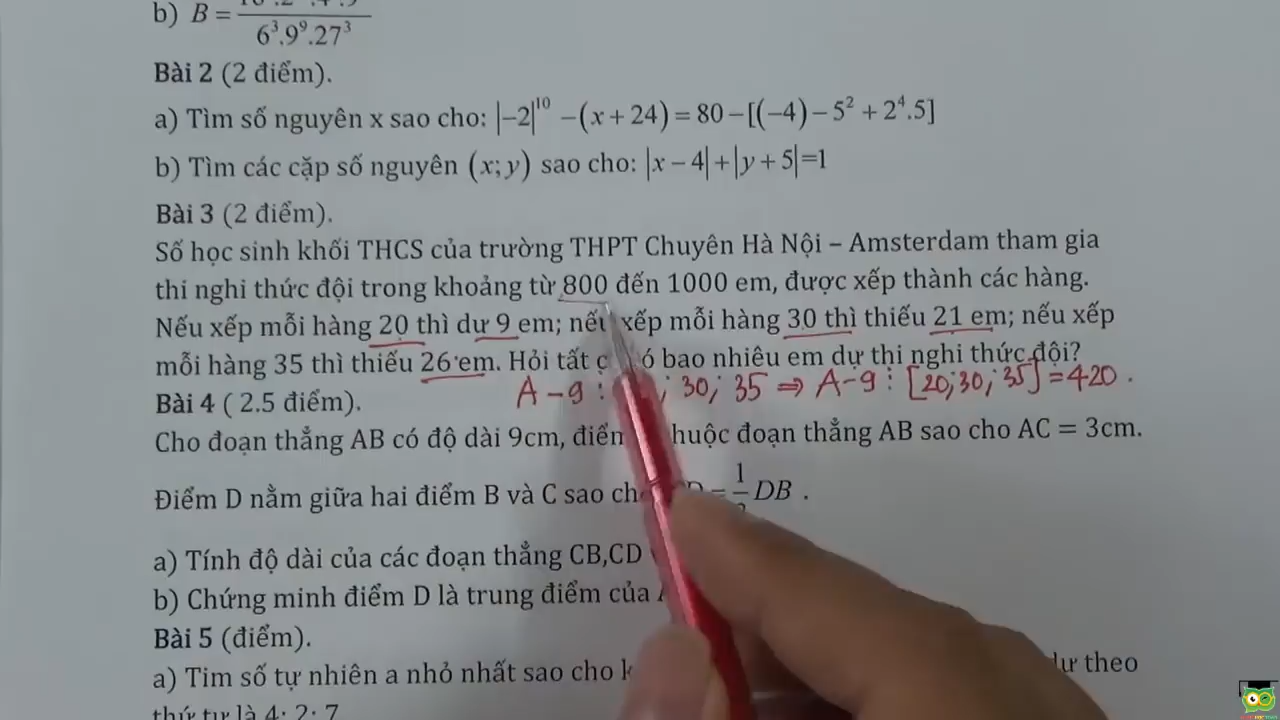 b) B =
6³.9⁹.27³
Bài 2 (2 điểm).
a) Tìm số nguyên x sao cho: |−2|¹⁰ −(x+24) = 80−[(−4)−5²+2⁴.5]
b) Tìm các cặp số nguyên (x;y) sao cho: |x−4|+|y+5|=1
Bài 3 (2 điểm).
Số học sinh khối THCS của trường THPT Chuyên Hà Nội – Amsterdam tham gia
thi nghi thức đội trong khoảng từ 800 đến 1000 em, được xếp thành các hàng.
Nếu xếp mỗi hàng 20 thì dư 9 em; nếu xếp mỗi hàng 30 thì thiếu 21 em; nếu xếp
mỗi hàng 35 thì thiếu 26 em. Hỏi tất bao nhiêu em dự thi nghi thức đội?
A − 9 ⋮ ; 30; 35 ⇒ A − 9 ⋮ [20;30;35] = 420.
Bài 4 ( 2.5 điểm).
Cho đoạn thẳng AB có độ dài 9cm, thuộc đoạn thẳng AB sao cho AC = 3cm.
Điểm D nằm giữa hai điểm B và C sao = DB .
a) Tính độ dài của các đoạn thẳng CB,CD
b) Chứng minh điểm D là trung điểm của
Bài 5 (điểm).
a) Tìm số tự nhiên a nhỏ nhất sao cho dư theo
thứ tự là 4; 2; 7